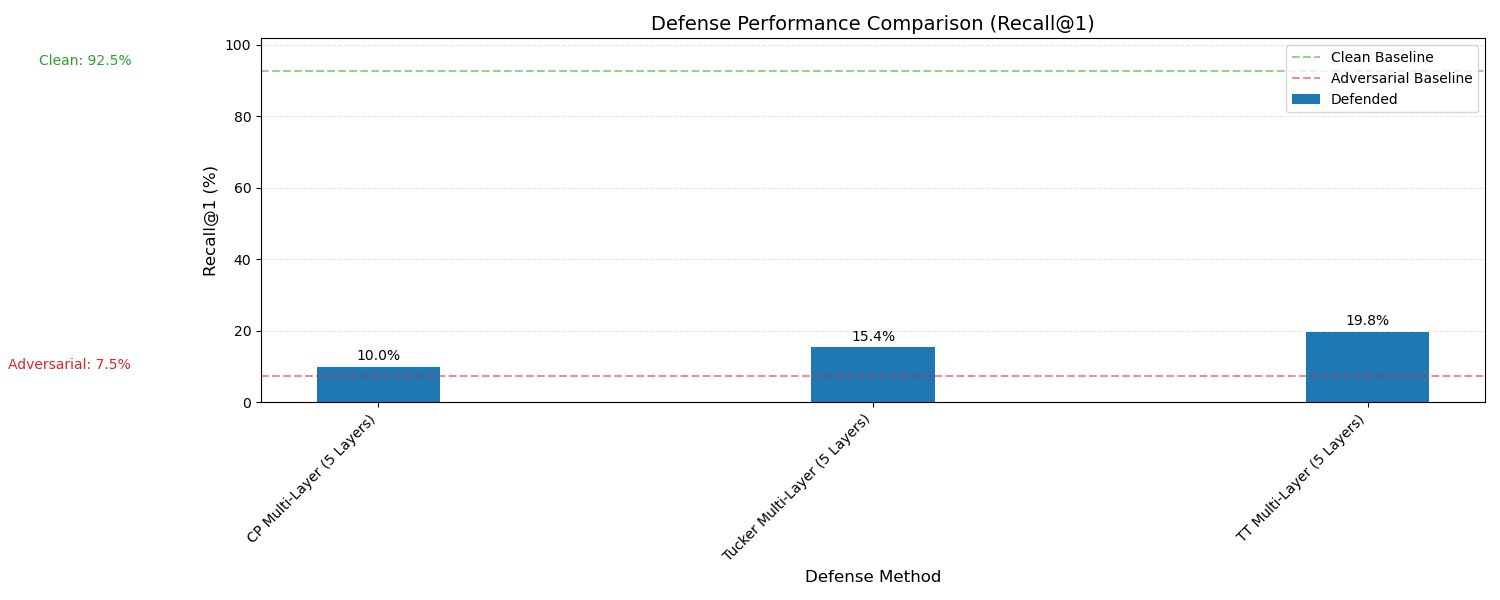 Defense Performance Comparison (Recall@1)
Clean: 92.5%
Adversarial: 7.5%
Recall@1 (%)
100
80
60
40
20
0
Clean Baseline
Adversarial Baseline
Defended
10.0%
15.4%
19.8%
CP Multi-Layer (5 Layers)
Tucker Multi-Layer (5 Layers)
TT Multi-Layer (5 Layers)
Defense Method